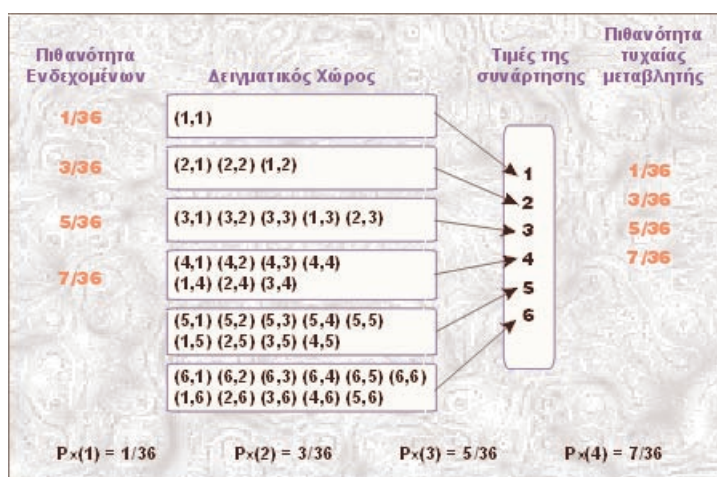 Πιθανότητα
Ενδεχομένων
Δειγματικός Χώρος
Τιμές της
συνάρτησης
Πιθανότητα
τυχαίας
μεταβλητής
1/36
(1,1)
3/36
(2,1) (2,2) (1,2)
5/36
(3,1) (3,2) (3,3) (1,3) (2,3)
7/36
(4,1) (4,2) (4,3) (4,4)
(1,4) (2,4) (3,4)
(5,1) (5,2) (5,3) (5,4) (5,5)
(1,5) (2,5) (3,5) (4,5)
(6,1) (6,2) (6,3) (6,4) (6,5) (6,6)
(1,6) (2,6) (3,6) (4,6) (5,6)
1
2
3
4
5
6
1/36
3/36
5/36
7/36
Px(1) = 1/36 Px(2) = 3/36 Px(3) = 5/36 Px(4) = 7/36